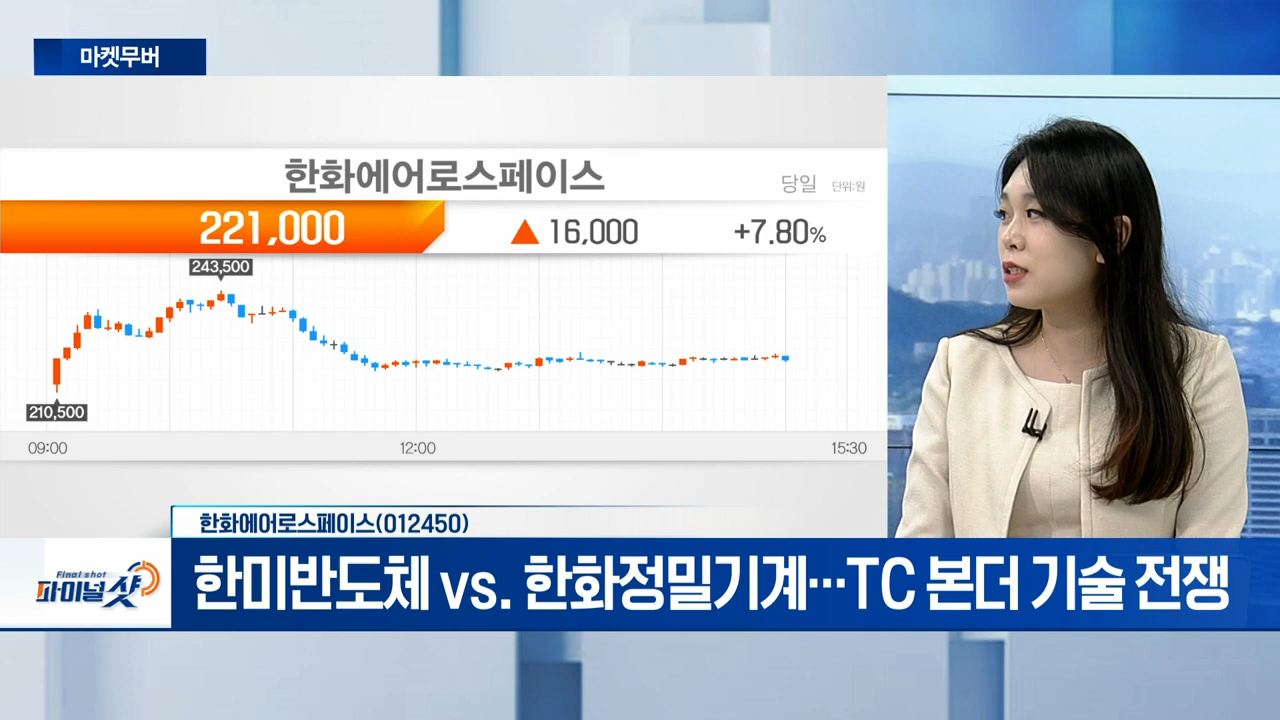 마켓무버
한화에어로스페이스
당일 단위:원
221,000 ▲ 16,000 +7.80%
243,500
210,500
09:00 12:00 15:30
한화에어로스페이스(012450)
Final shot
파이널샷
한미반도체 vs. 한화정밀기계…TC 본더 기술 전쟁